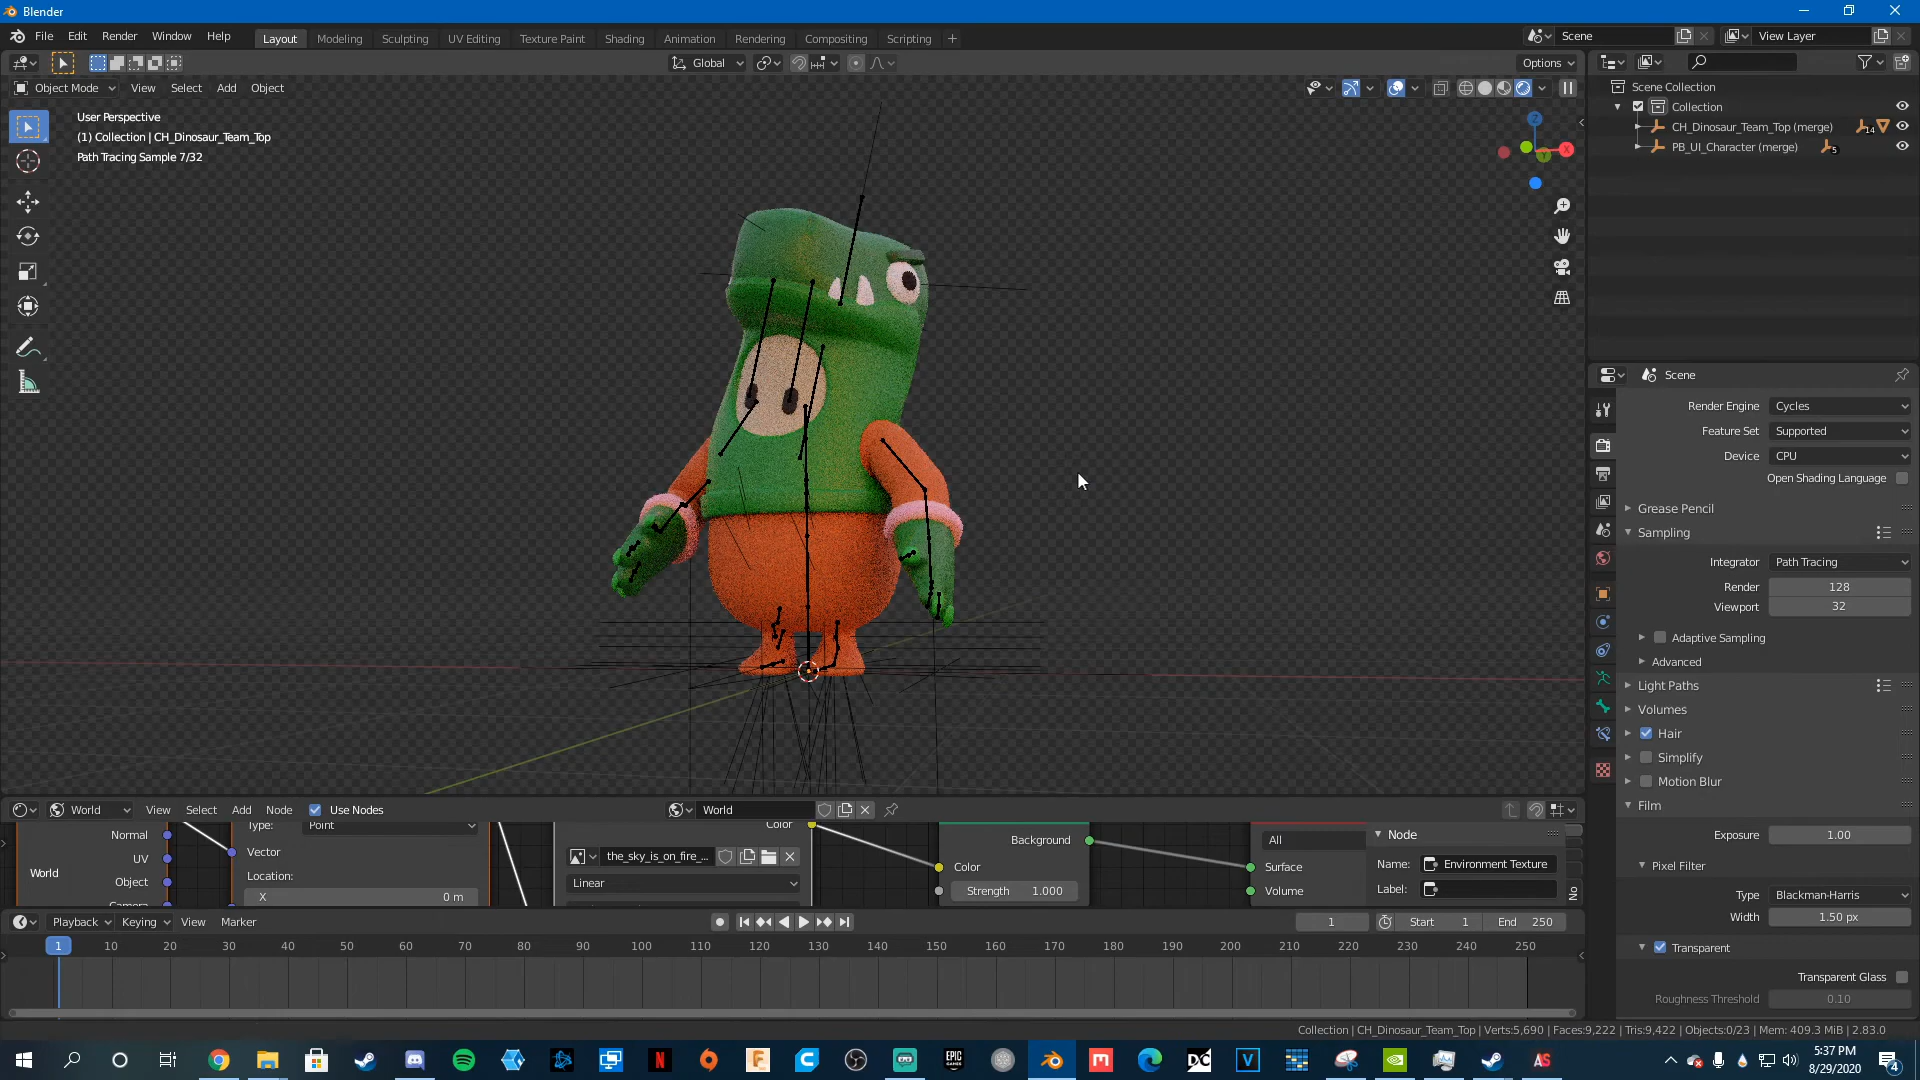 Blender
File Edit Render Window Help
Layout Modeling Sculpting UV Editing Texture Paint Shading Animation Rendering Compositing Scripting +
Scene
View Layer
Global
Options
Object Mode View Select Add Object
User Perspective
(1) Collection | CH_Dinosaur_Team_Top
Path Tracing Sample 7/32
Z
X
Y
Scene Collection
Collection
CH_Dinosaur_Team_Top (merge) 14
PB_UI_Character (merge) 5
Scene
Render Engine Cycles
Feature Set Supported
Device CPU
Open Shading Language
Grease Pencil
Sampling
Integrator Path Tracing
Render 128
Viewport 32
Adaptive Sampling
Advanced
Light Paths
Volumes
Hair
Simplify
Motion Blur
Film
Exposure 1.00
Pixel Filter
Type Blackman-Harris
Width 1.50 px
Transparent
Transparent Glass
Roughness Threshold 0.10
World View Select Add Node Use Nodes
World
Normal
UV
Object
World
Type: Point
Vector
Location:
X 0 m
Color
the_sky_is_on_fire_...
Linear
Background
Color
Strength 1.000
All
Surface
Volume
Node
Name: Environment Texture
Label:
No
Playback Keying View Marker
1
Start 1
End 250
1 10 20 30 40 50 60 70 80 90 100 110 120 130 140 150 160 170 180 190 200 210 220 230 240 250
Collection | CH_Dinosaur_Team_Top | Verts:5,690 | Faces:9,222 | Tris:9,422 | Objects:0/23 | Mem: 409.3 MiB | 2.83.0
N
F
C
EPIC
GAMES
M
DC
V
AS
5:37 PM
8/29/2020
4